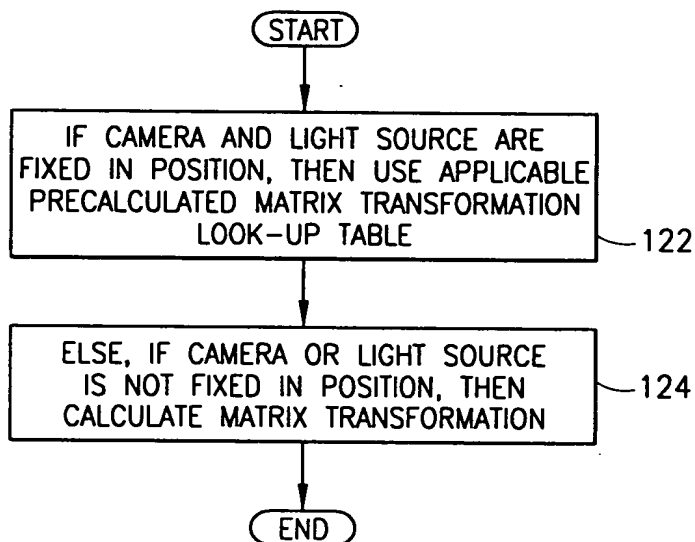 START
IF CAMERA AND LIGHT SOURCE ARE
FIXED IN POSITION, THEN USE APPLICABLE
PRECALCULATED MATRIX TRANSFORMATION
LOOK-UP TABLE
122
ELSE, IF CAMERA OR LIGHT SOURCE
IS NOT FIXED IN POSITION, THEN
CALCULATE MATRIX TRANSFORMATION
124
END